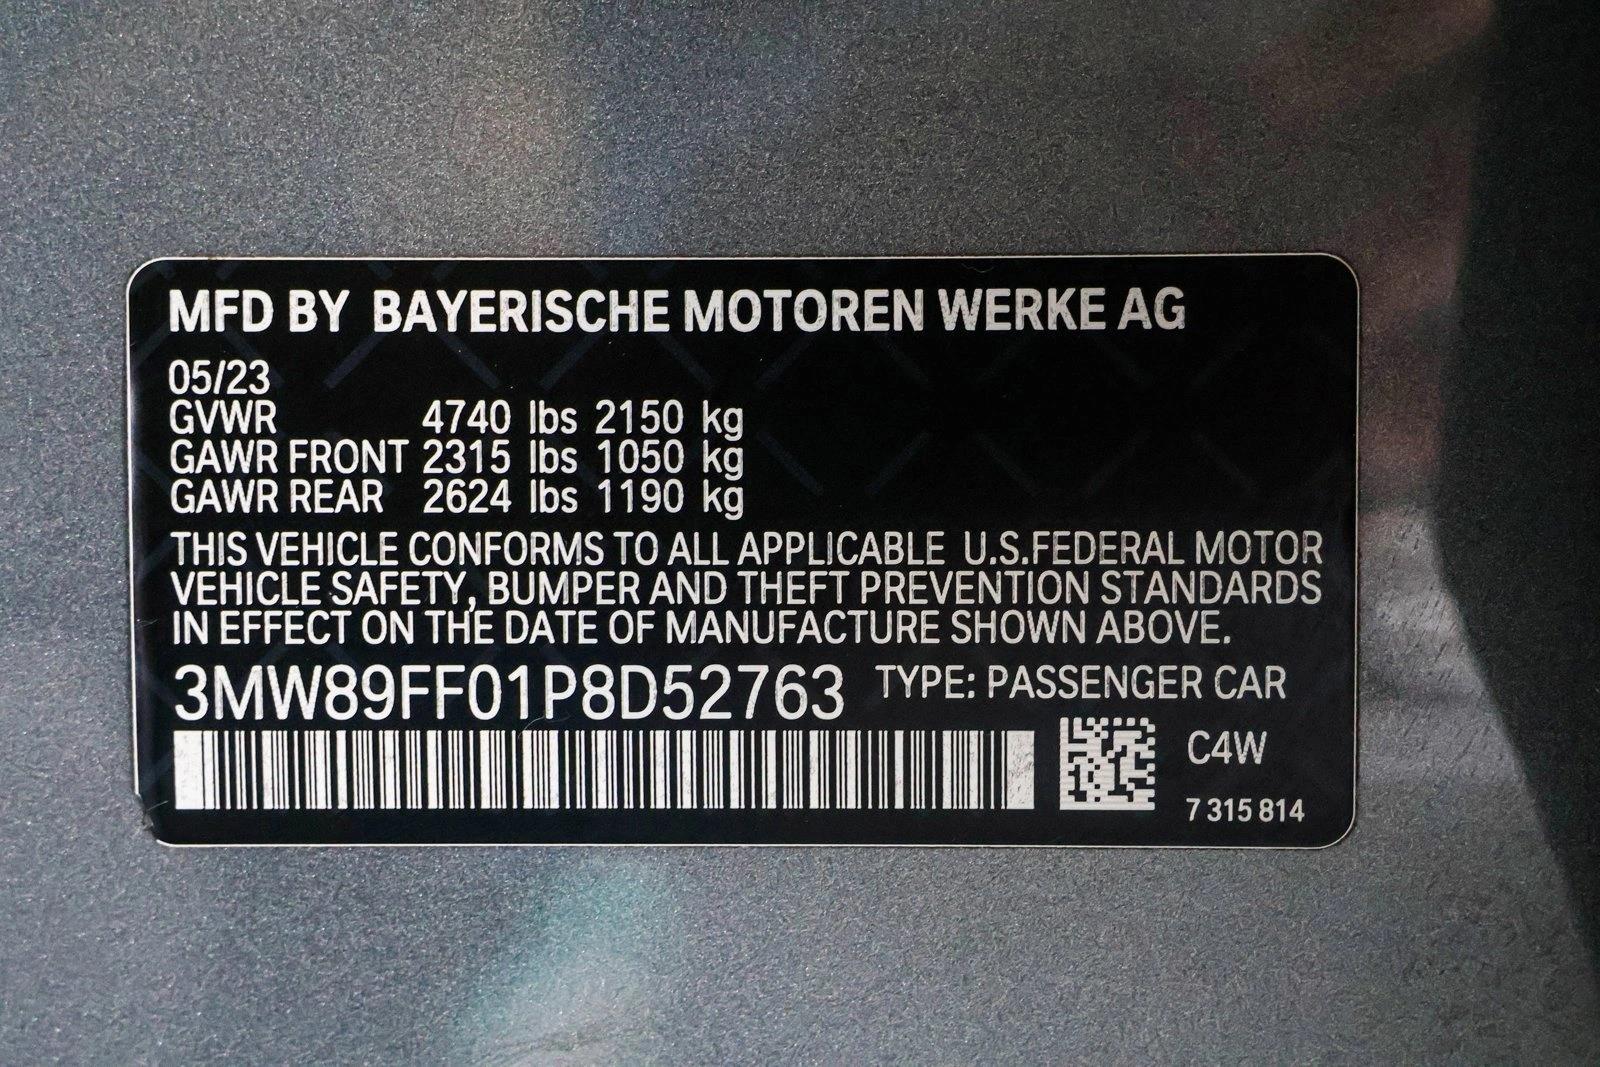 MFD BY BAYERISCHE MOTOREN WERKE AG
05/23
GVWR 4740 lbs 2150 kg
GAWR FRONT 2315 lbs 1050 kg
GAWR REAR 2624 lbs 1190 kg
THIS VEHICLE CONFORMS TO ALL APPLICABLE U.S.FEDERAL MOTOR
VEHICLE SAFETY, BUMPER AND THEFT PREVENTION STANDARDS
IN EFFECT ON THE DATE OF MANUFACTURE SHOWN ABOVE.
3MW89FF01P8D52763 TYPE: PASSENGER CAR
C4W
7 315 814